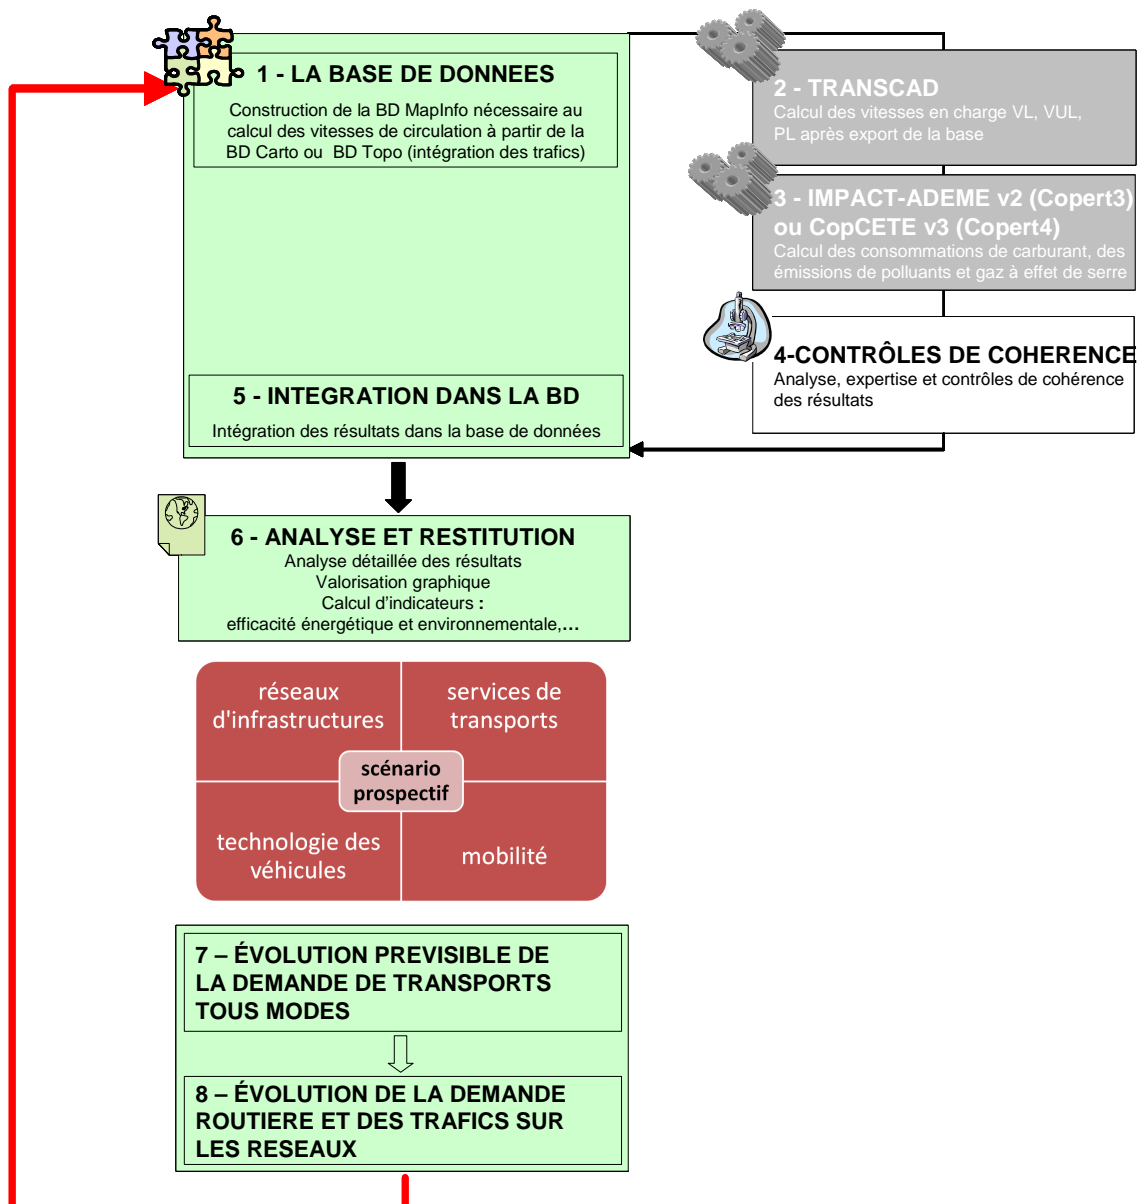 1 - LA BASE DE DONNEES
Construction de la BD MapInfo nécessaire au
calcul des vitesses de circulation à partir de la
BD Carto ou BD Topo (intégration des trafics)
2 - TRANSCAD
Calcul des vitesses en charge VL, VUL,
PL après export de la base
3 - IMPACT-ADEME v2 (Copert3)
ou CopCETE v3 (Copert4)
Calcul des consommations de carburant, des
émissions de polluants et gaz à effet de serre
4-CONTRÔLES DE COHERENCE
Analyse, expertise et contrôles de cohérence
des résultats
5 - INTEGRATION DANS LA BD
Intégration des résultats dans la base de données
6 - ANALYSE ET RESTITUTION
Analyse détaillée des résultats
Valorisation graphique
Calcul d'indicateurs :
efficacité énergétique et environnementale,…
réseaux
d'infrastructures
services de
transports
scénario
prospectif
technologie des
véhicules
mobilité
7 – ÉVOLUTION PREVISIBLE DE
LA DEMANDE DE TRANSPORTS
TOUS MODES
8 – ÉVOLUTION DE LA DEMANDE
ROUTIERE ET DES TRAFICS SUR
LES RESEAUX